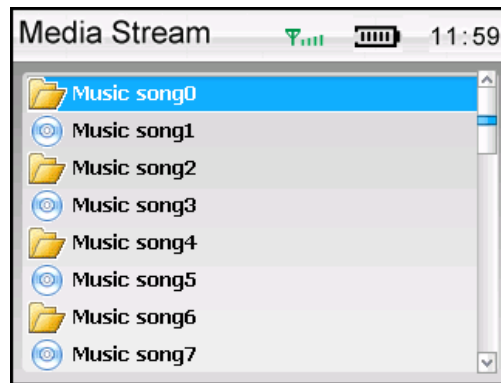 Media Stream 11:59
Music song0
Music song1
Music song2
Music song3
Music song4
Music song5
Music song6
Music song7